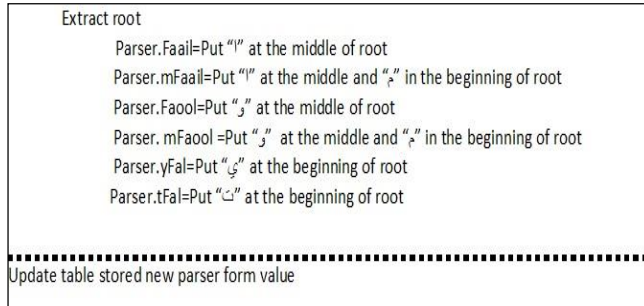 Extract root
Parser.Faail=Put “ا” at the middle of root
Parser.mFaail=Put “ا” at the middle and “م” in the beginning of root
Parser.Faool=Put “و” at the middle of root
Parser. mFaool =Put “و” at the middle and “م” in the beginning of root
Parser.yFal=Put “ي” at the beginning of root
Parser.tFal=Put “ت” at the beginning of root
Update table stored new parser form value